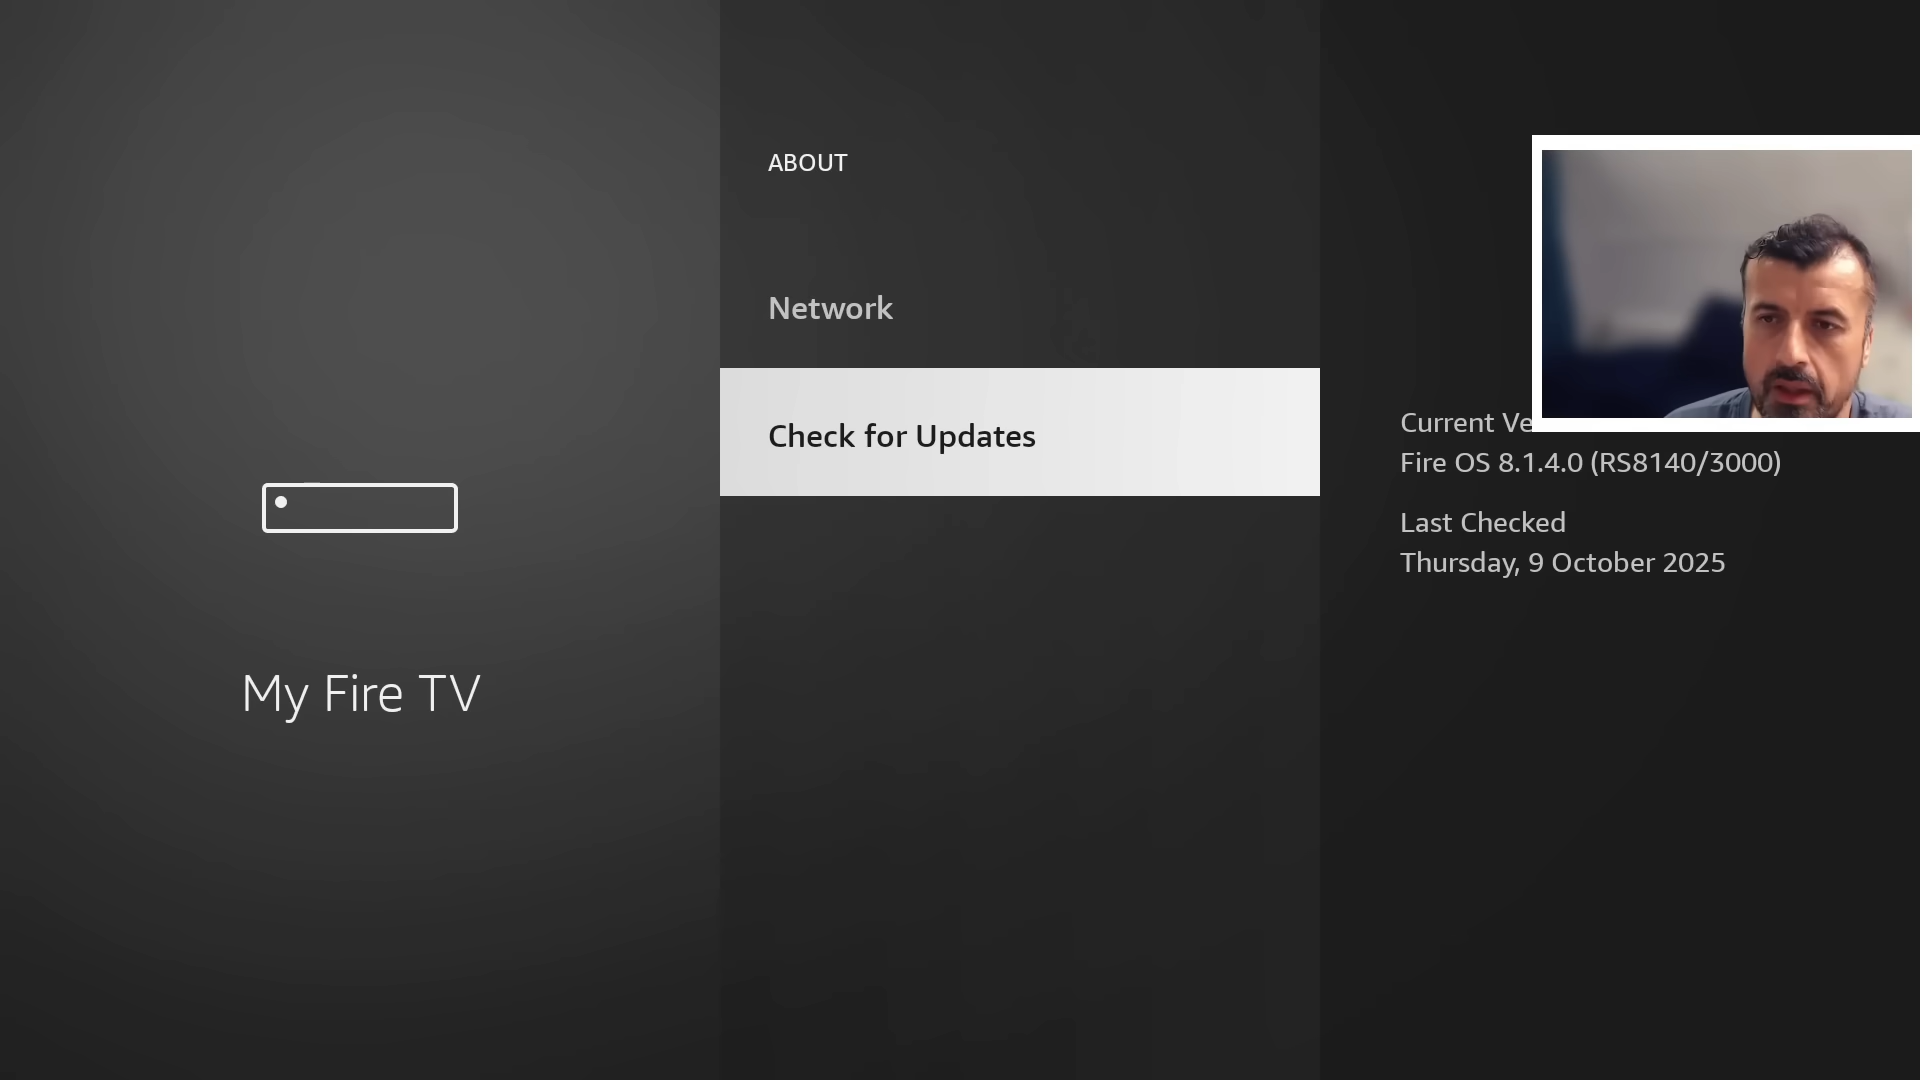 ABOUT
Network
Check for Updates
My Fire TV
Current
Fire OS 8.1.4.0 (RS8140/3000)
Last Checked
Thursday, 9 October 2025